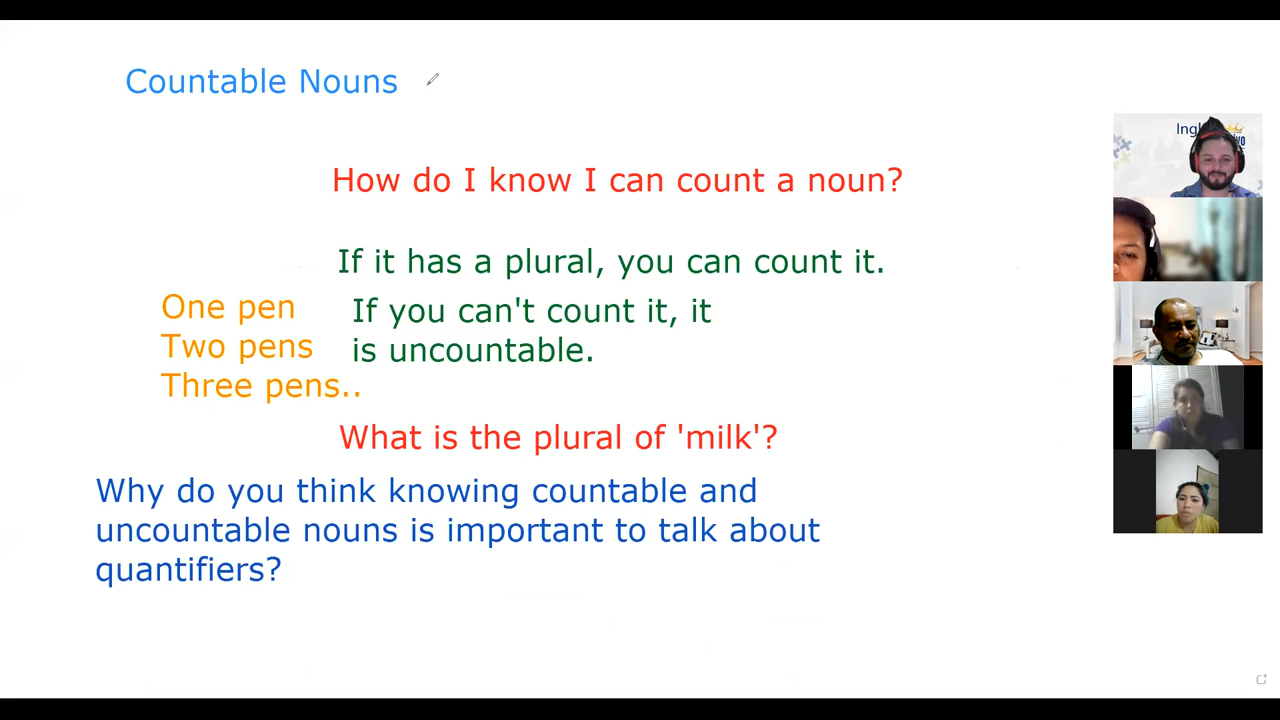 Countable Nouns
How do I know I can count a noun?
If it has a plural, you can count it.
One pen
Two pens
Three pens..
If you can't count it, it
is uncountable.
What is the plural of 'milk'?
Why do you think knowing countable and
uncountable nouns is important to talk about
quantifiers?